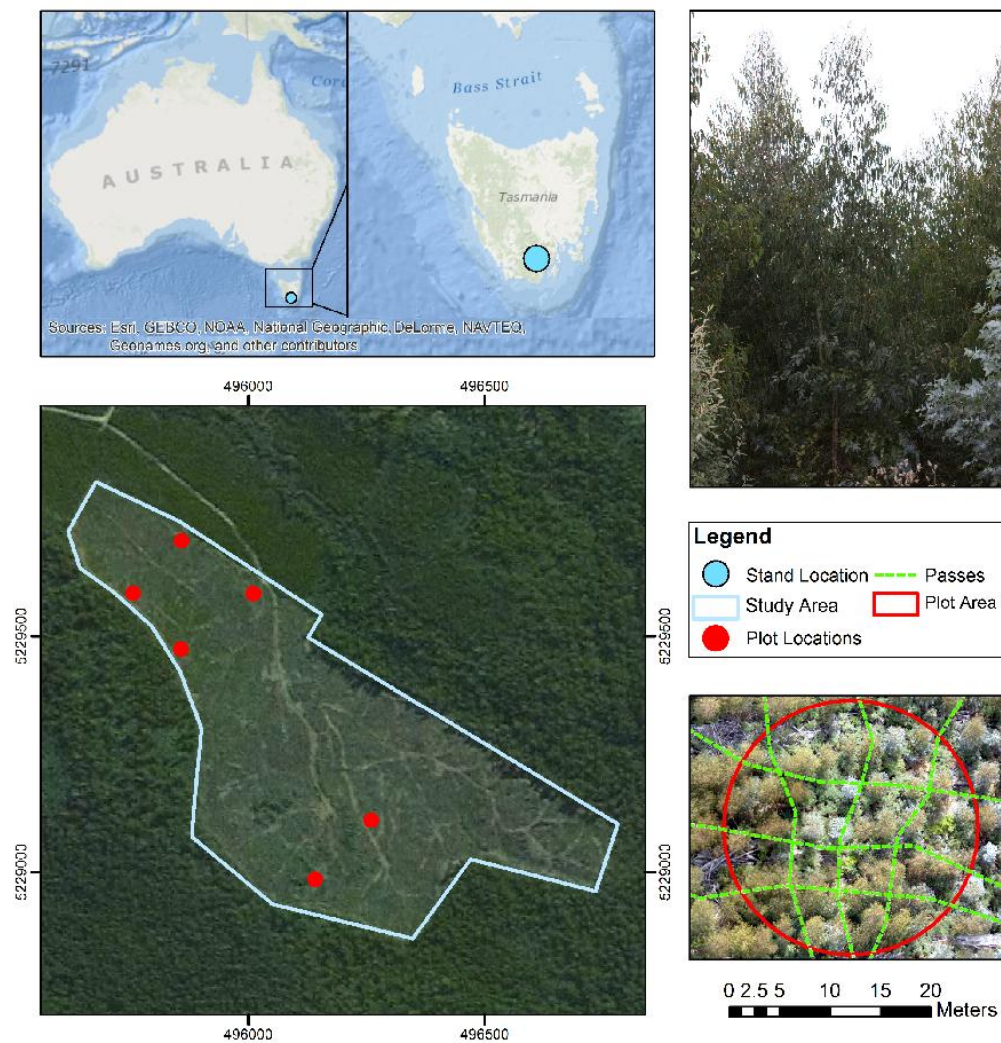 7291
Cor
AUSTRALIA
Bass Strait
Tasmania
Sources: Esri, GEBCO, NOAA, National Geographic, DeLorme, NAVTEQ,
Geonames.org, and other contributors
496000 496500
5229500 5229500
5229000 5229000
496000 496500
Legend
Stand Location Passes
Study Area Plot Area
Plot Locations
0 2.5 5 10 15 20
Meters